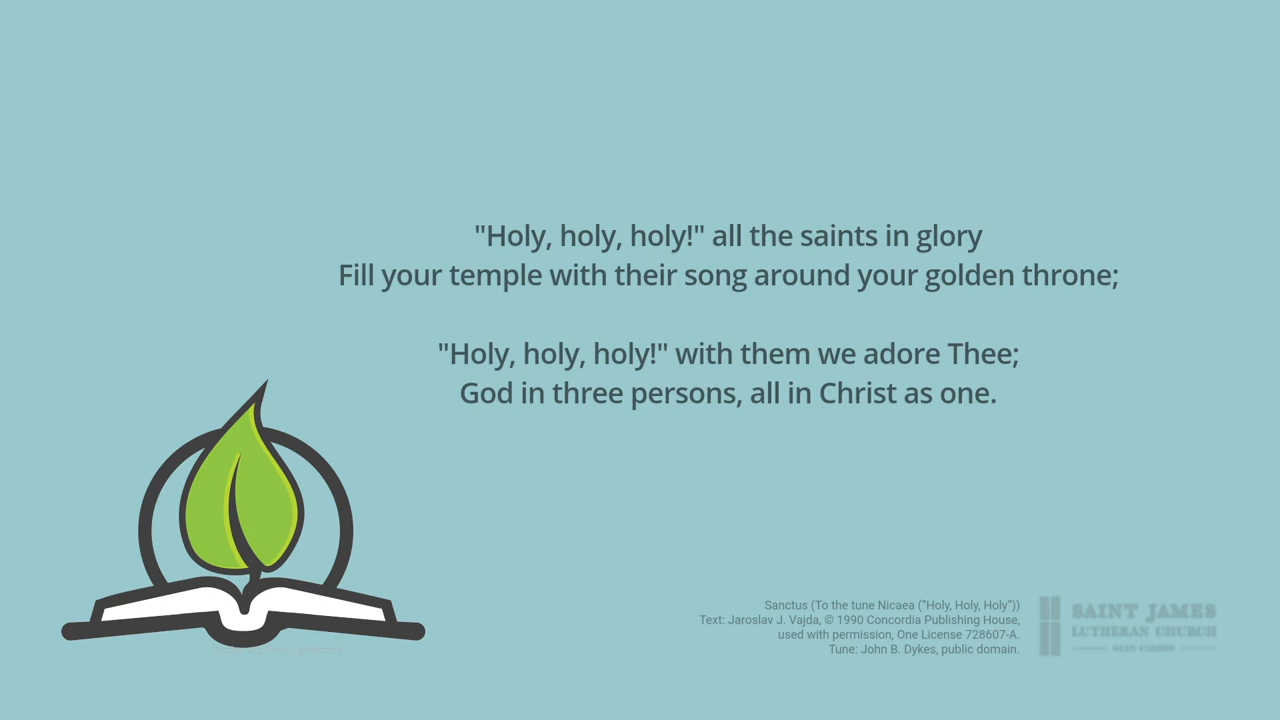 "Holy, holy, holy!" all the saints in glory
Fill your temple with their song around your golden throne;
"Holy, holy, holy!" with them we adore Thee;
God in three persons, all in Christ as one.
Sanctus (To the tune Nicaea ("Holy, Holy, Holy"))
Text: Jaroslav J. Vajda, © 1990 Concordia Publishing House,
used with permission, One License 728607-A.
Tune: John B. Dykes, public domain.
SAINT JAMES
LUTHERAN CHURCH
GLEN CARBON